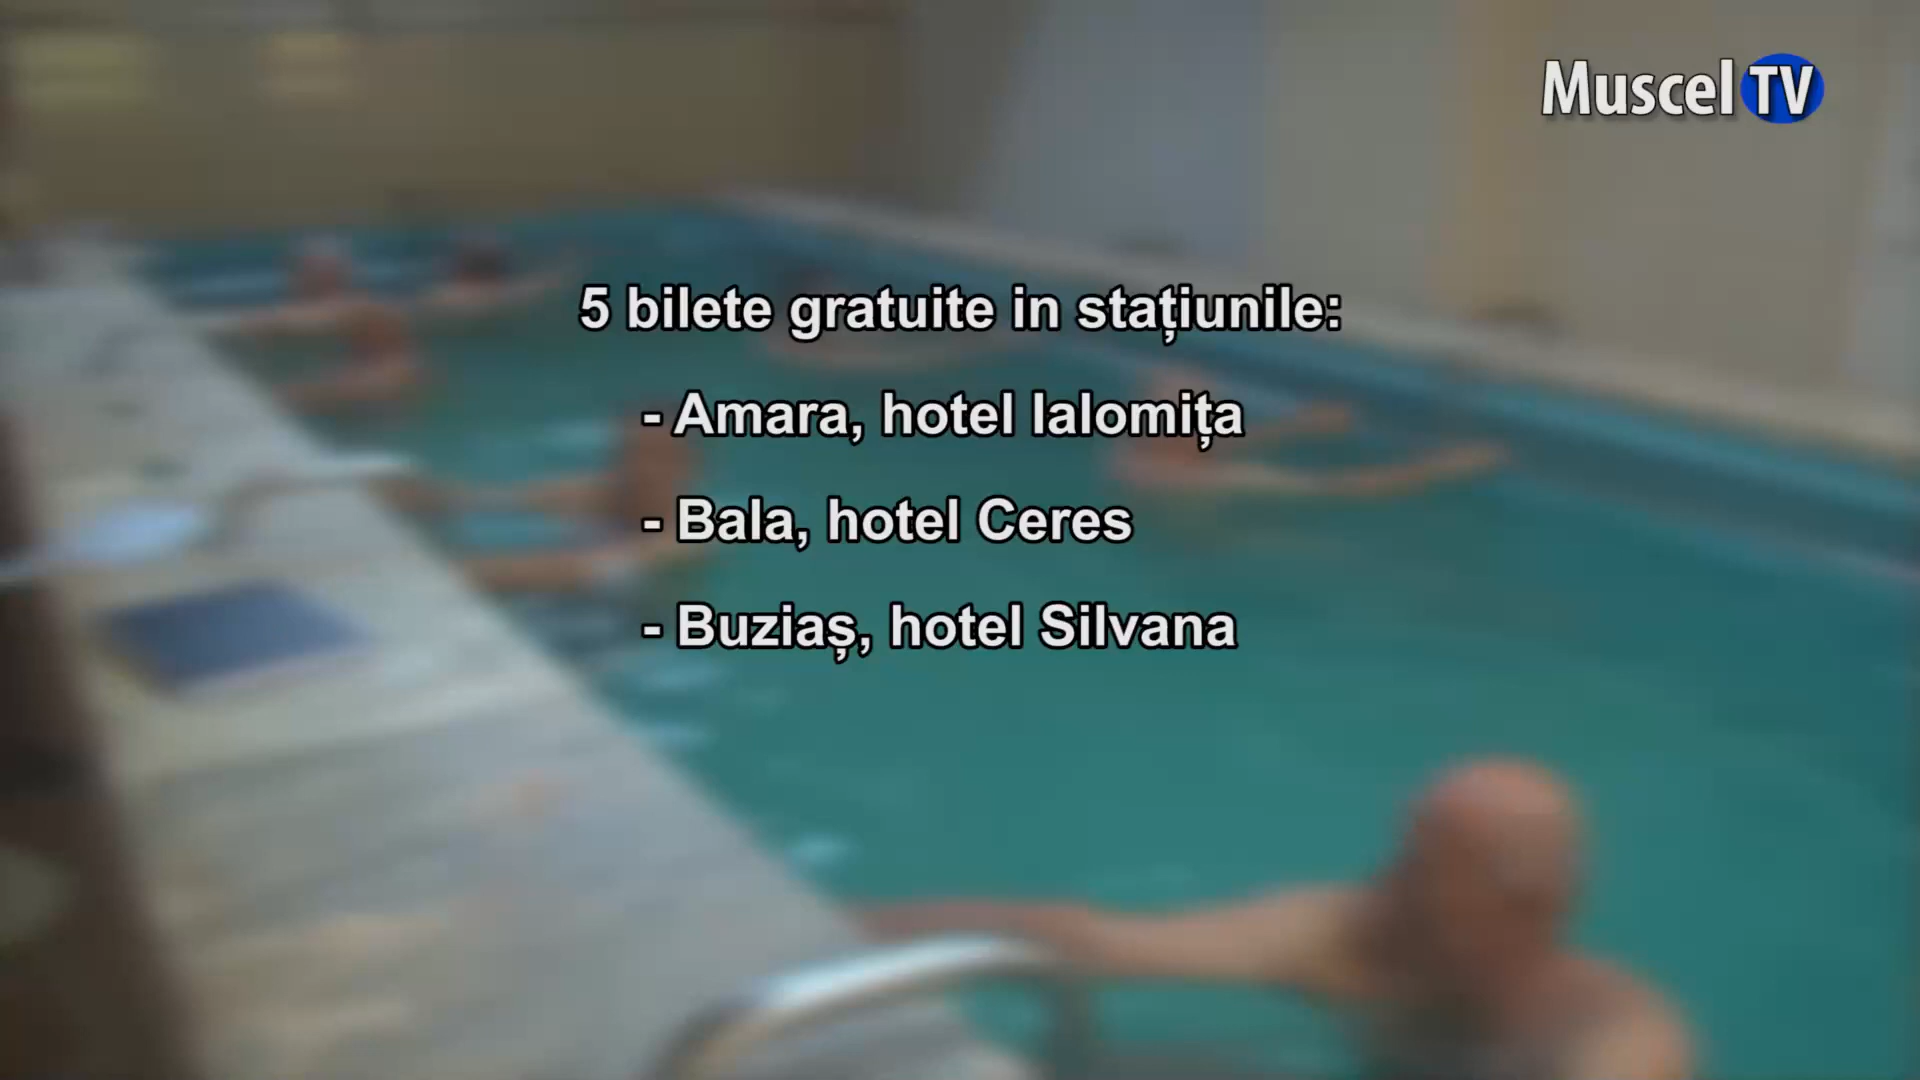 Muscel TV
5 bilete gratuite in stațiunile:
- Amara, hotel Ialomița
- Bala, hotel Ceres
- Buziaș, hotel Silvana